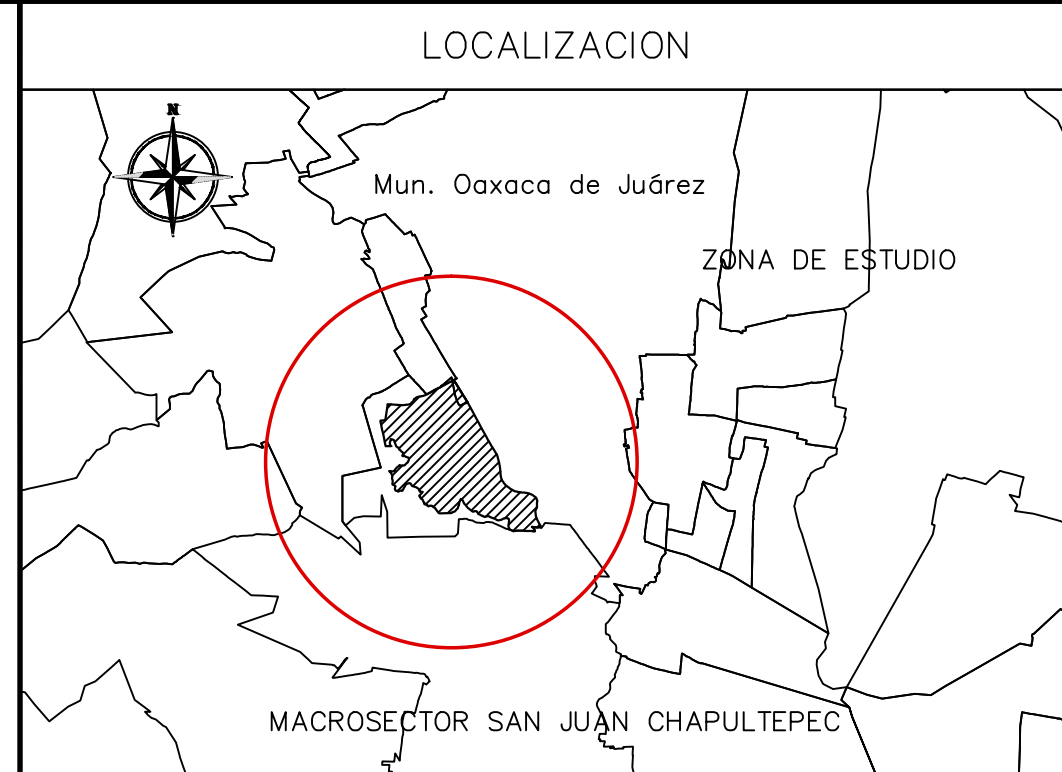 LOCALIZACION
N
Mun. Oaxaca de Juárez
ZONA DE ESTUDIO
MACROSECTOR SAN JUAN CHAPULTEPEC